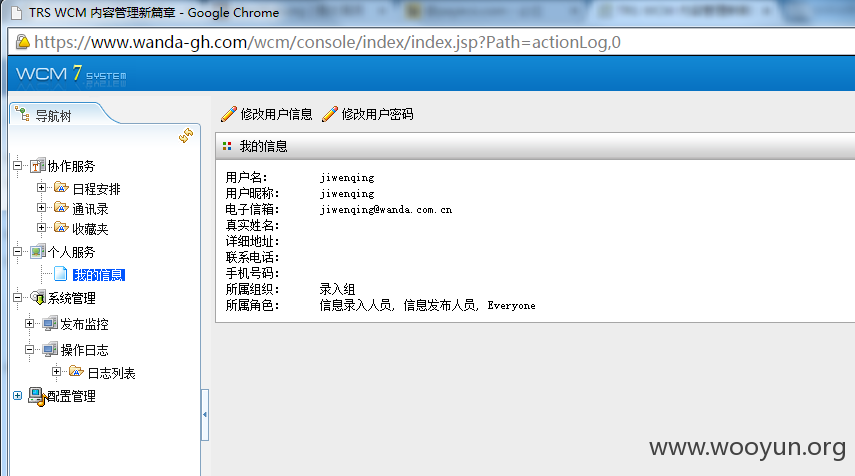 TRS WCM 内容管理新篇章 - Google Chrome
https://www.wanda-gh.com/wcm/console/index/index.jsp?Path=actionLog,0
WCM 7 SYSTEM
导航树
修改用户信息 修改用户密码
我的信息
协作服务
日程安排
通讯录
收藏夹
个人服务
我的信息
系统管理
发布监控
操作日志
日志列表
配置管理
用户名: jiwenqing
用户昵称: jiwenqing
电子信箱: jiwenqing@wanda.com.cn
真实姓名:
详细地址:
联系电话:
手机号码:
所属组织: 录入组
所属角色: 信息录入人员, 信息发布人员, Everyone
www.wooyun.org